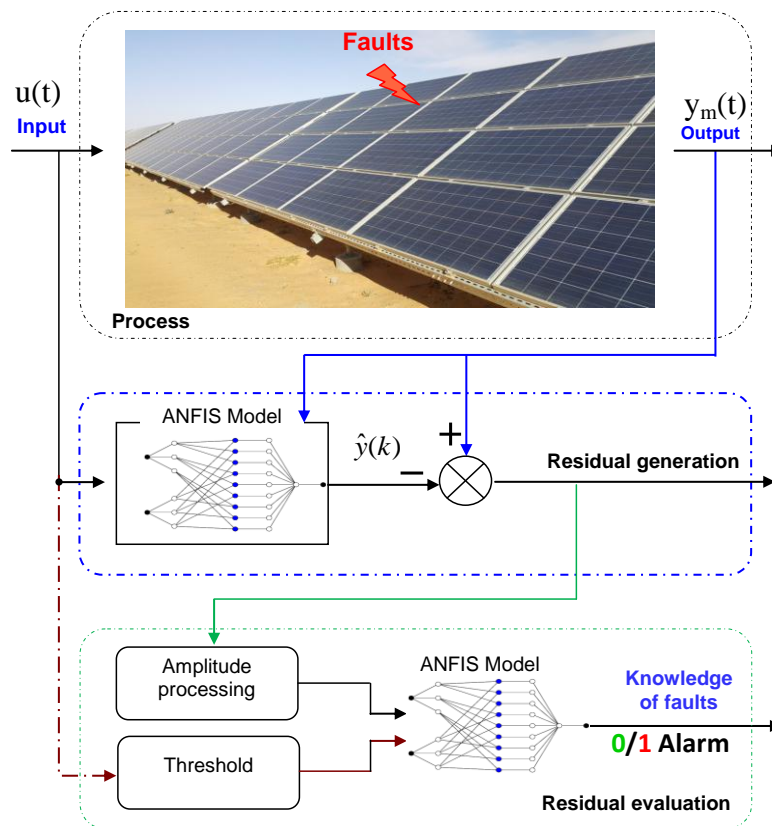 Faults
u(t)
Input
yₘ(t)
Output
Process
ANFIS Model
ŷ(k)
+
−
Residual generation
Amplitude
processing
ANFIS Model
Knowledge
of faults
0/1 Alarm
Threshold
Residual evaluation